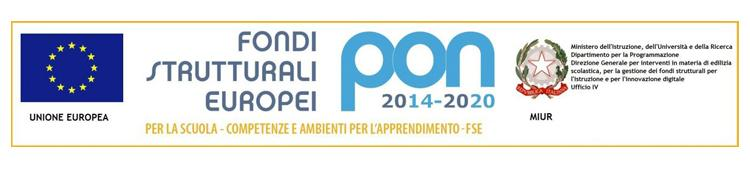 UNIONE EUROPEA
FONDI
STRUTTURALI
EUROPEI
pon
2014-2020
PER LA SCUOLA - COMPETENZE E AMBIENTI PER L'APPRENDIMENTO - FSE
MIUR
Ministero dell'Istruzione, dell'Università e della Ricerca
Dipartimento per la Programmazione
Direzione Generale per interventi in materia di edilizia
scolastica, per la gestione dei fondi strutturali per
l'Istruzione e per l'Innovazione digitale
Ufficio IV